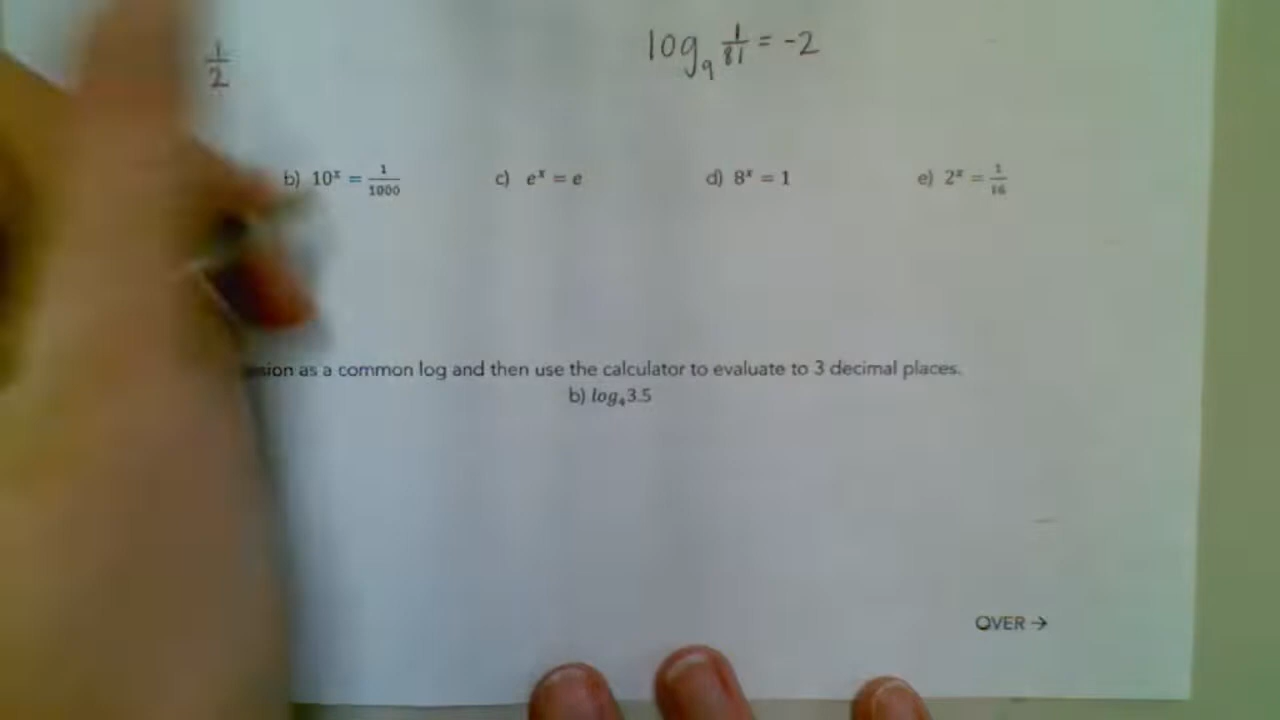 1/2
log₉ 1/81 = -2
b) 10ˣ = 1/1000 c) eˣ = e d) 8ˣ = 1 e) 2ˣ = 1/16
as a common log and then use the calculator to evaluate to 3 decimal places.
b) log₄3.5
OVER →